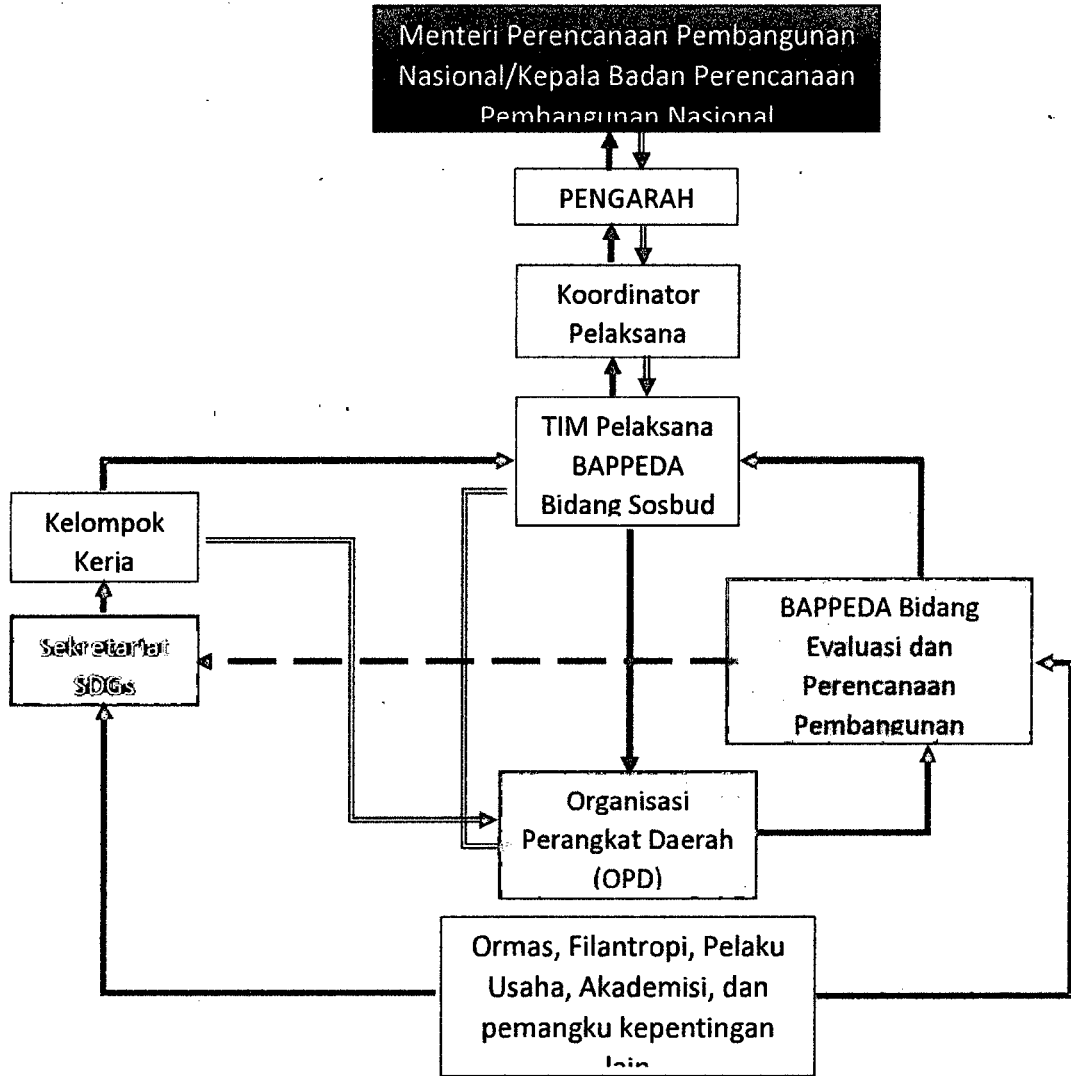 Menteri Perencanaan Pembangunan
Nasional/Kepala Badan Perencanaan
Pembangunan Nasional
PENGARAH
Koordinator
Pelaksana
TIM Pelaksana
BAPPEDA
Bidang Sosbud
Kelompok
Kerja
Sekretariat
SDGs
BAPPEDA Bidang
Evaluasi dan
Perencanaan
Pembangunan
Organisasi
Perangkat Daerah
(OPD)
Ormas, Filantropi, Pelaku
Usaha, Akademisi, dan
pemangku kepentingan
lain